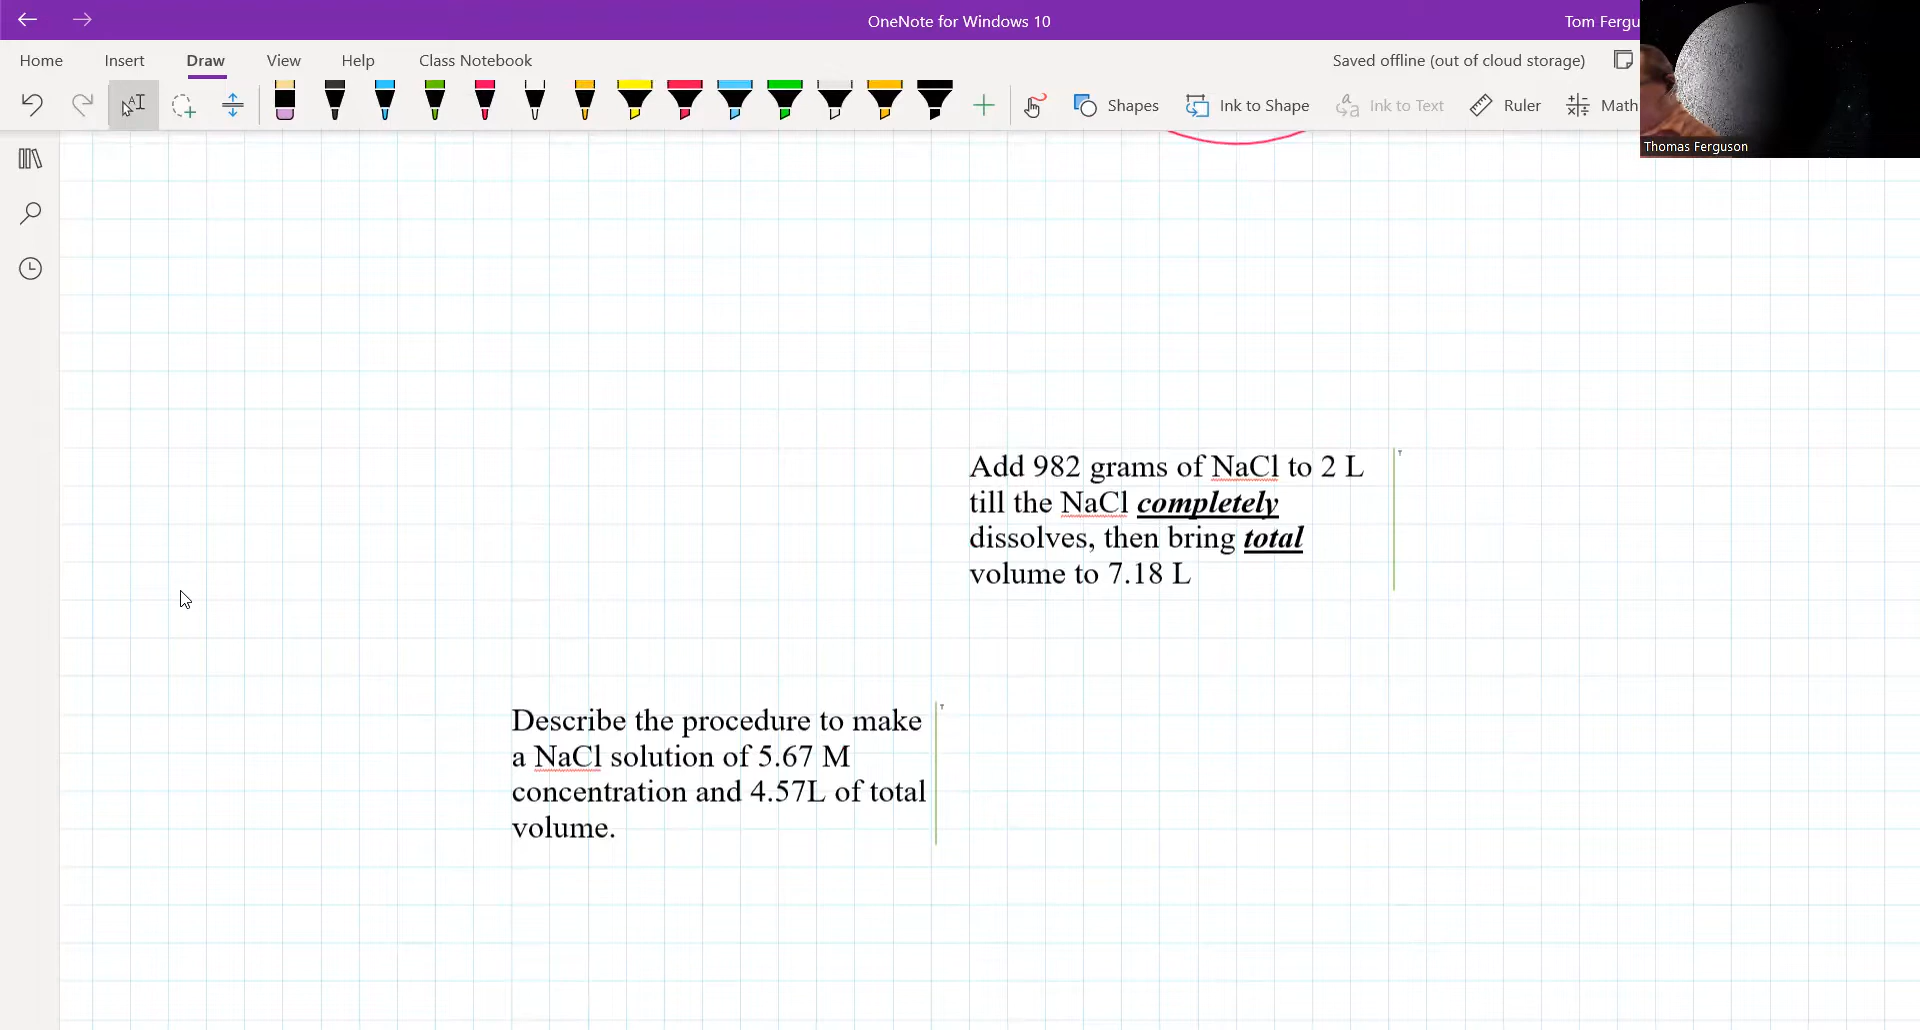 OneNote for Windows 10
Tom Fergu
Home Insert Draw View Help Class Notebook
Saved offline (out of cloud storage)
Shapes Ink to Shape Ink to Text Ruler Math
Thomas Ferguson
Add 982 grams of NaCl to 2 L
till the NaCl completely
dissolves, then bring total
volume to 7.18 L
Describe the procedure to make
a NaCl solution of 5.67 M
concentration and 4.57L of total
volume.